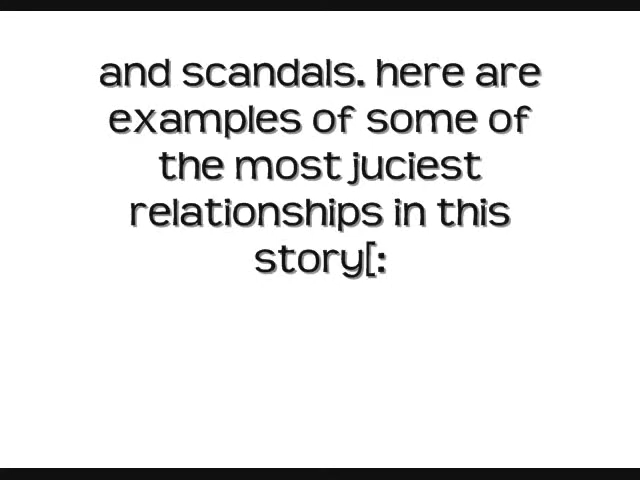 and scandals. here are
examples of some of
the most juciest
relationships in this
story[: